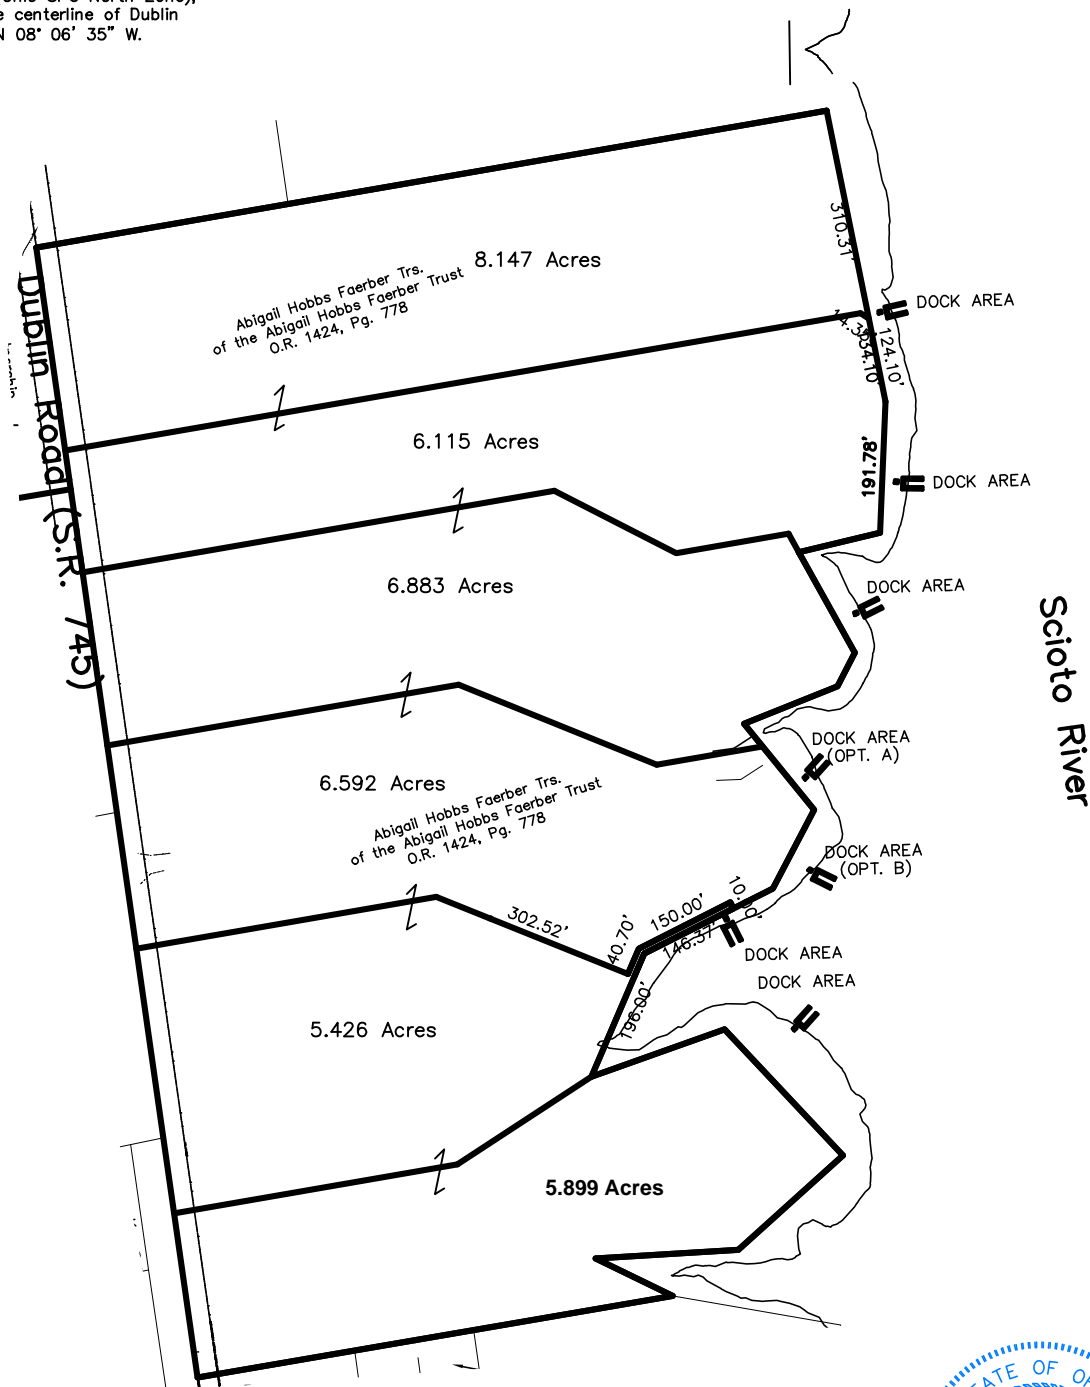 centerline of Dublin
N 08° 06' 35" W.
310.31'
8.147 Acres
Abigail Hobbs Faerber Trs.
of the Abigail Hobbs Faerber Trust
O.R. 1424, Pg. 778
DOCK AREA
124.10'
Dublin Road (S.R. 745)
6.115 Acres
191.78'
DOCK AREA
6.883 Acres
DOCK AREA
Scioto River
DOCK AREA
(OPT. A)
6.592 Acres
Abigail Hobbs Faerber Trs.
of the Abigail Hobbs Faerber Trust
O.R. 1424, Pg. 778
DOCK AREA
(OPT. B)
302.52'
40.70'
150.00'
10.00'
146.37'
DOCK AREA
DOCK AREA
196.00'
5.426 Acres
5.899 Acres
OF